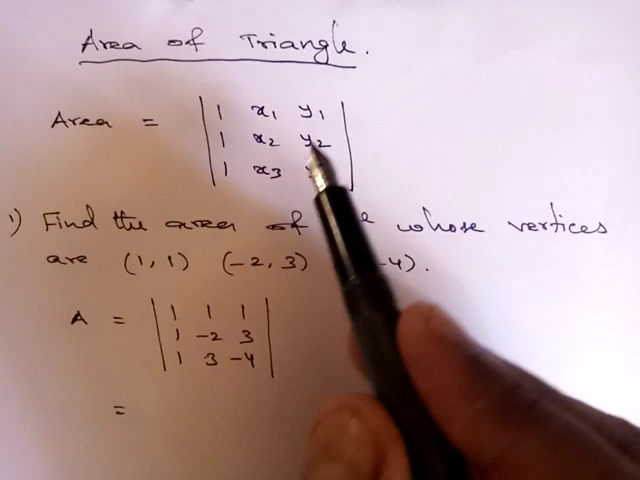 Area of Triangle.
Area = | 1 x1 y1 |
| 1 x2 y2 |
| 1 x3 |
1) Find the area of whose vertices
are (1, 1) (-2, 3) -4).
A = | 1 1 1 |
| 1 -2 3 |
| 1 3 -4 |
=